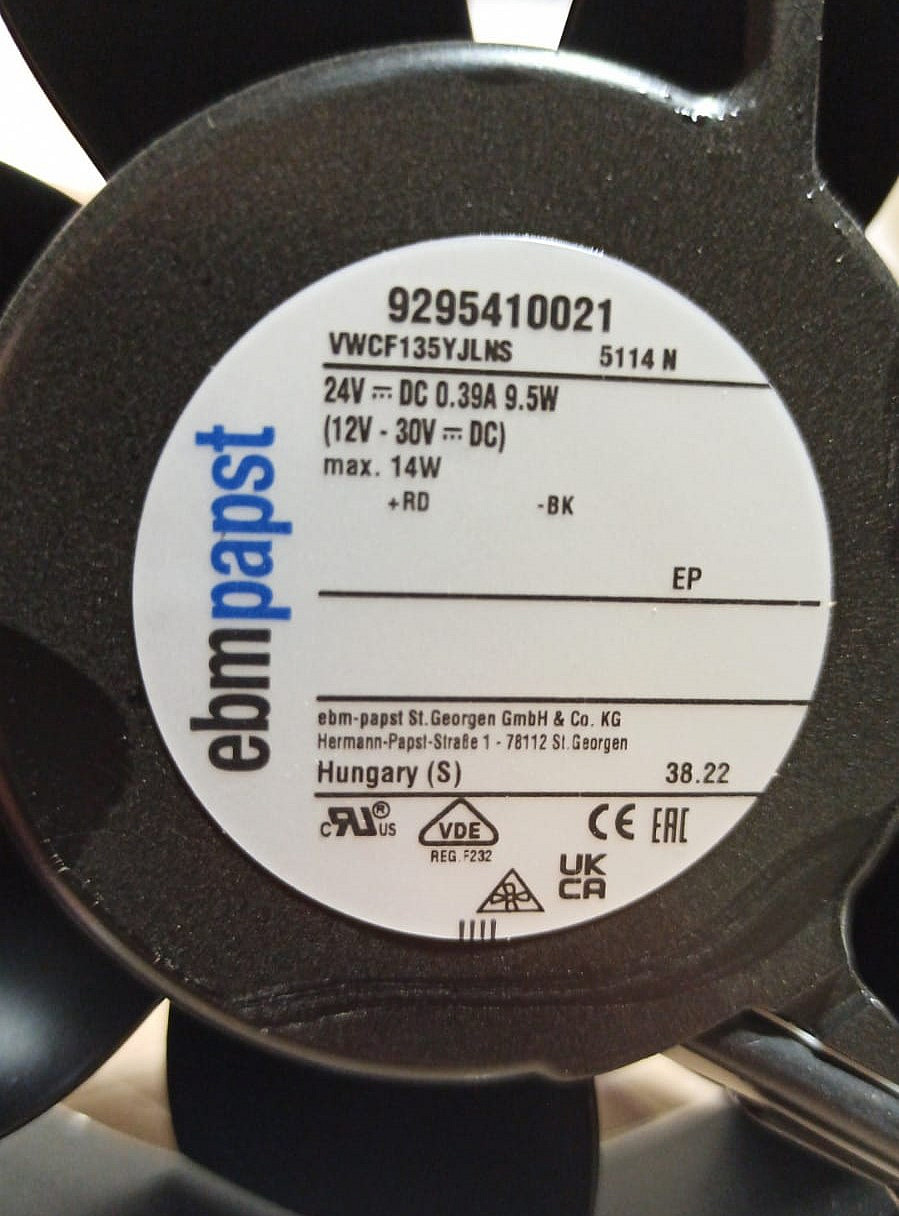 9295410021
VWCF135YJLNS 5114 N
24V ⎓ DC 0.39A 9.5W
(12V - 30V ⎓ DC)
max. 14W
+RD -BK
EP
ebmpapst
ebm-papst St.Georgen GmbH & Co. KG
Hermann-Papst-Straße 1 - 78112 St.Georgen
Hungary (S) 38.22
c RU ® US VDE CE EAC
REG. F232
UK
CA